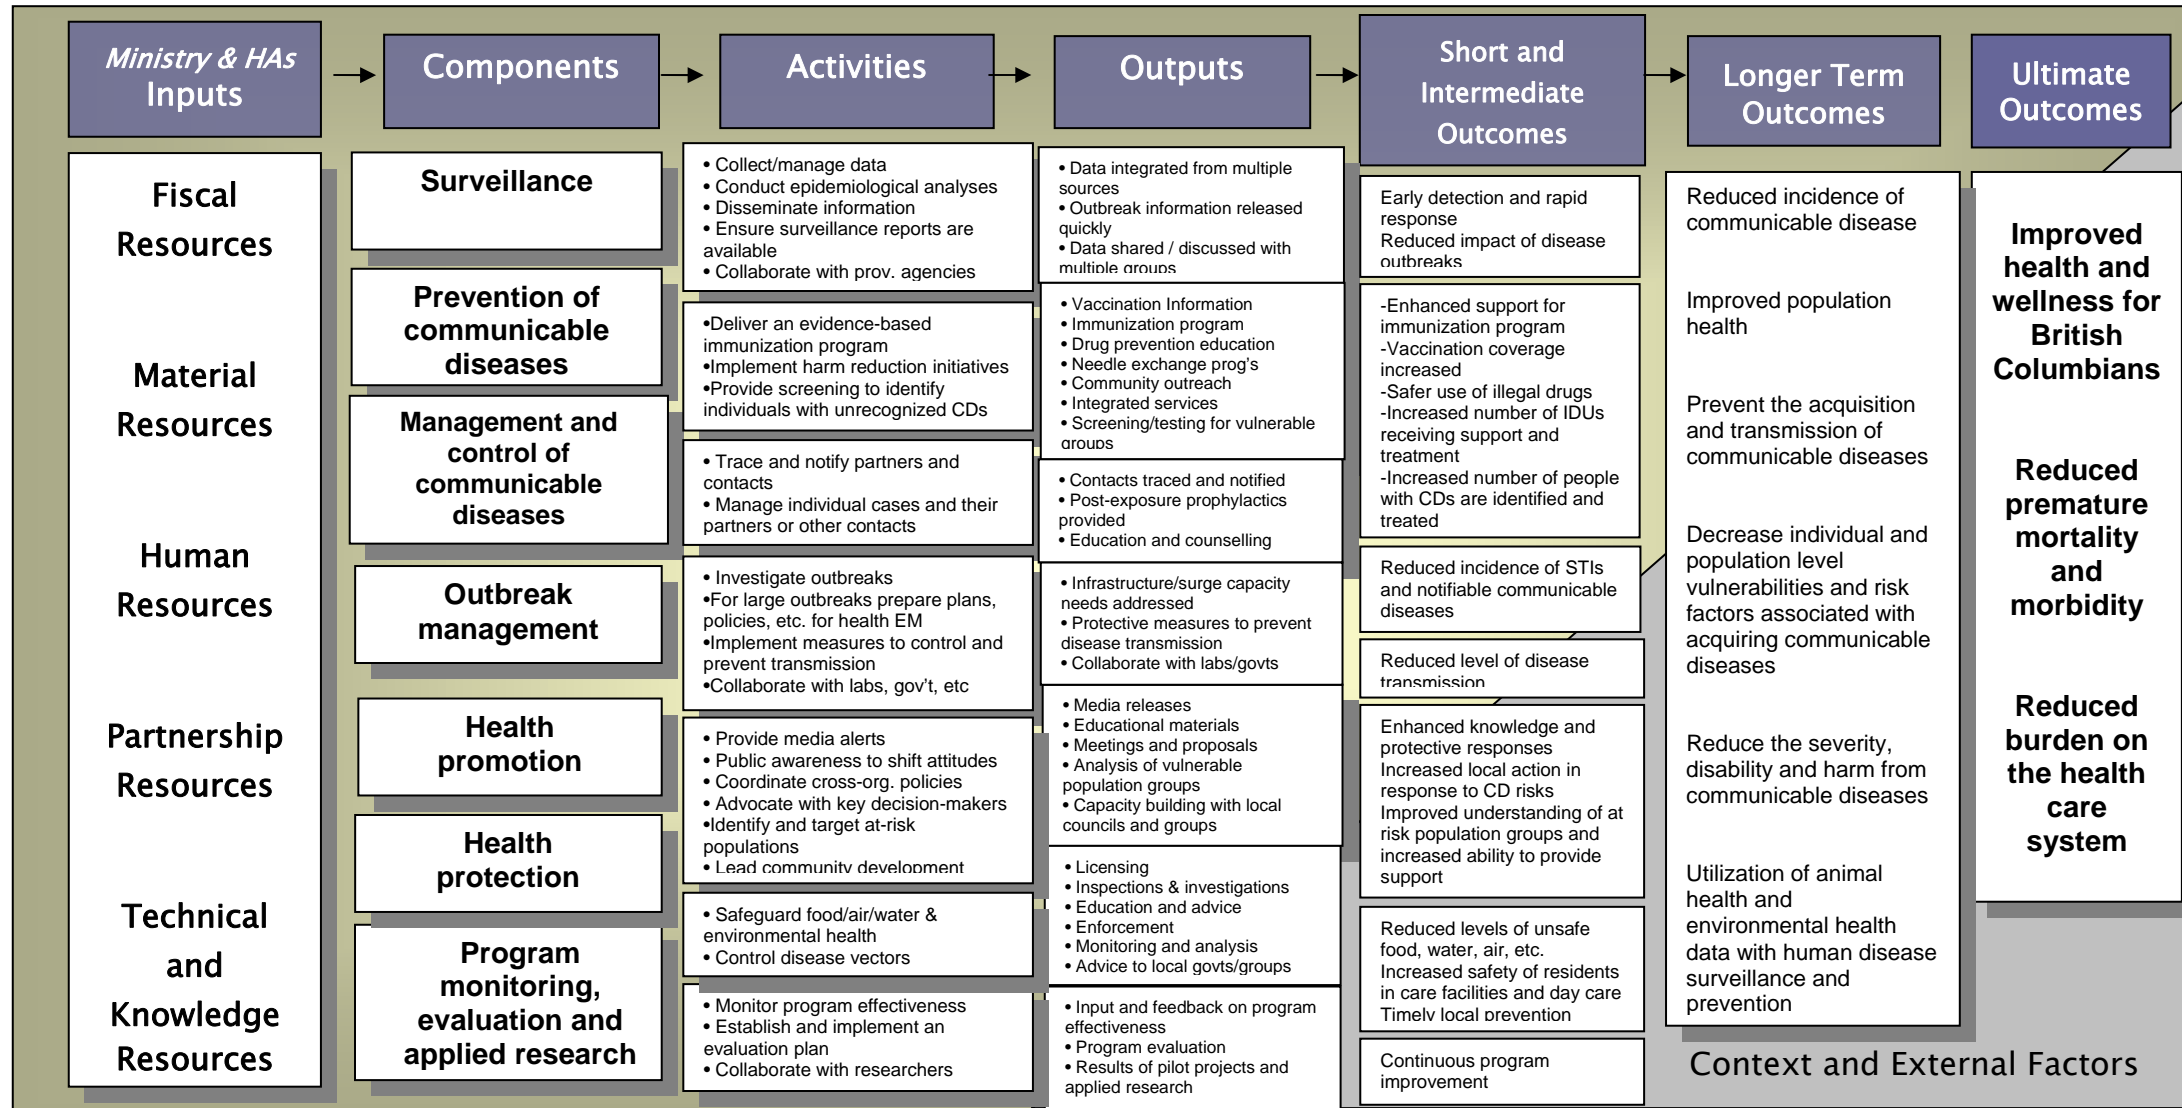 Ministry & HAs
Inputs
Components
Activities
Outputs
Short and
Intermediate
Outcomes
Longer Term
Outcomes
Ultimate
Outcomes
Fiscal
Resources
Material
Resources
Human
Resources
Partnership
Resources
Technical
and
Knowledge
Resources
Surveillance
Prevention of
communicable
diseases
Management and
control of
communicable
diseases
Outbreak
management
Health
promotion
Health
protection
Program
monitoring,
evaluation and
applied research
• Collect/manage data
• Conduct epidemiological analyses
• Disseminate information
• Ensure surveillance reports are
available
• Collaborate with prov. agencies
•Deliver an evidence-based
immunization program
•Implement harm reduction initiatives
•Provide screening to identify
individuals with unrecognized CDs
• Trace and notify partners and
contacts
• Manage individual cases and their
partners or other contacts
• Investigate outbreaks
•For large outbreaks prepare plans,
policies, etc. for health EM
•Implement measures to control and
prevent transmission
•Collaborate with labs, gov't, etc
• Provide media alerts
• Public awareness to shift attitudes
• Coordinate cross-org. policies
• Advocate with key decision-makers
•Identify and target at-risk
populations
• Lead community development
• Safeguard food/air/water &
environmental health
• Control disease vectors
• Monitor program effectiveness
• Establish and implement an
evaluation plan
• Collaborate with researchers
• Data integrated from multiple
sources
• Outbreak information released
quickly
• Data shared / discussed with
multiple groups
• Vaccination Information
• Immunization program
• Drug prevention education
• Needle exchange prog's
• Community outreach
• Integrated services
• Screening/testing for vulnerable
groups
• Contacts traced and notified
• Post-exposure prophylactics
provided
• Education and counselling
• Infrastructure/surge capacity
needs addressed
• Protective measures to prevent
disease transmission
• Collaborate with labs/govts
• Media releases
• Educational materials
• Meetings and proposals
• Analysis of vulnerable
population groups
• Capacity building with local
councils and groups
• Licensing
• Inspections & investigations
• Education and advice
• Enforcement
• Monitoring and analysis
• Advice to local govts/groups
• Input and feedback on program
effectiveness
• Program evaluation
• Results of pilot projects and
applied research
Early detection and rapid
response
Reduced impact of disease
outbreaks
-Enhanced support for
immunization program
-Vaccination coverage
increased
-Safer use of illegal drugs
-Increased number of IDUs
receiving support and
treatment
-Increased number of people
with CDs are identified and
treated
Reduced incidence of STIs
and notifiable communicable
diseases
Reduced level of disease
transmission
Enhanced knowledge and
protective responses
Increased local action in
response to CD risks
Improved understanding of at
risk population groups and
increased ability to provide
support
Reduced levels of unsafe
food, water, air, etc.
Increased safety of residents
in care facilities and day care
Timely local prevention
Continuous program
improvement
Reduced incidence of
communicable disease
Improved population
health
Prevent the acquisition
and transmission of
communicable diseases
Decrease individual and
population level
vulnerabilities and risk
factors associated with
acquiring communicable
diseases
Reduce the severity,
disability and harm from
communicable diseases
Utilization of animal
health and
environmental health
data with human disease
surveillance and
prevention
Improved
health and
wellness for
British
Columbians
Reduced
premature
mortality
and
morbidity
Reduced
burden on
the health
care
system
Context and External Factors